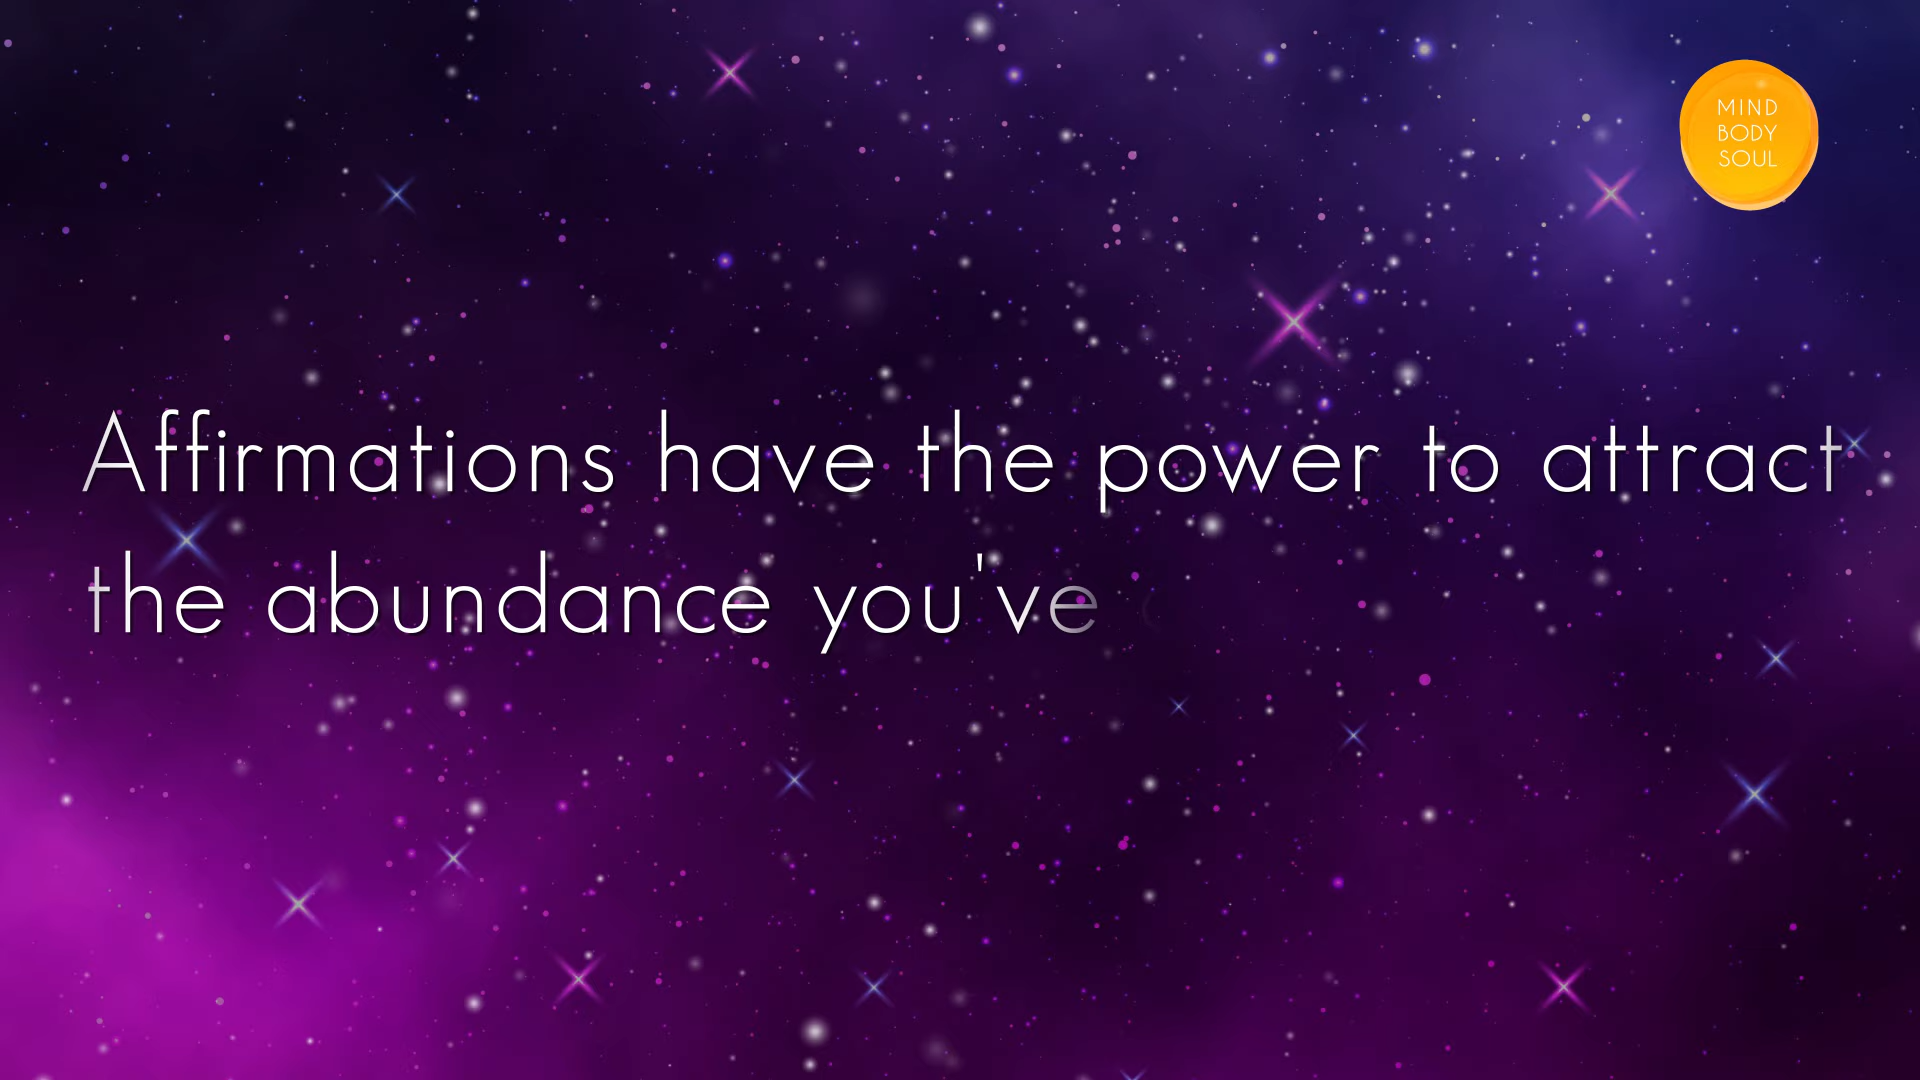 MIND
BODY
SOUL
Affirmations have the power to attract
the abundance you've